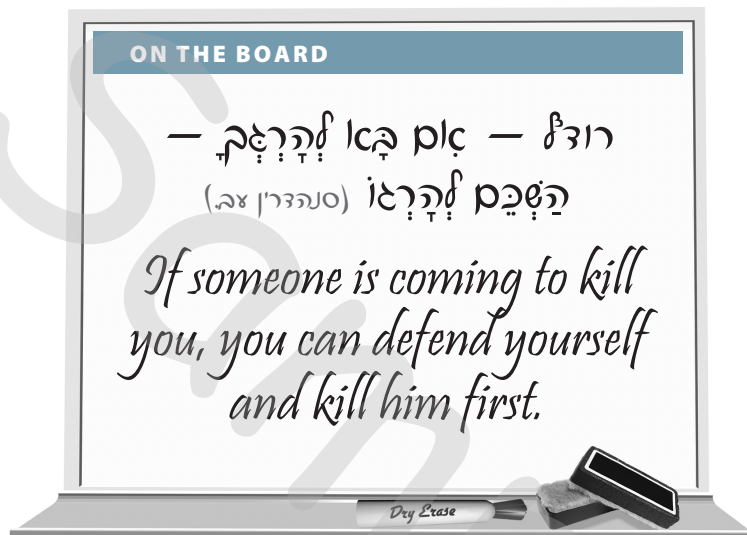 ON THE BOARD
רודף — אִם בָּא לְהָרְגְּךָ —
הַשְׁכֵּם לְהָרְגוֹ (סנהדרין עב.)
If someone is coming to kill
you, you can defend yourself
and kill him first.
Dry Erase